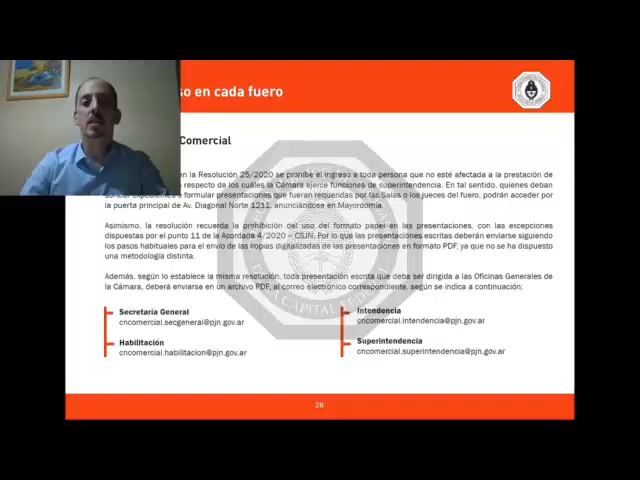 so en cada fuero
Comercial
en la Resolución 25/2020 se prohíbe el ingreso a toda persona que no esté afectada a la prestación de
respecto de los cuáles la Cámara ejerce funciones de superintendencia. En tal sentido, quienes deban
o formular presentaciones que fueran requeridas por las Salas o los jueces del fuero, podrán acceder por
la puerta principal de Av. Diagonal Norte 1211, anunciándose en Mayordomía.
Asimismo, la resolución recuerda la prohibición del uso del formato papel en las presentaciones, con las excepciones
dispuestas por el punto 11 de la Acordada 4/2020 – CSJN. Por lo que las presentaciones escritas deberán enviarse siguiendo
los pasos habituales para el envío de las copias digitalizadas de las presentaciones en formato PDF, ya que no se ha dispuesto
una metodología distinta.
Además, según lo establece la misma resolución, toda presentación escrita que deba ser dirigida a las Oficinas Generales de
la Cámara, deberá enviarse en un archivo PDF, al correo electrónico correspondiente, según se indica a continuación:
Secretaría General
cncomercial.secgeneral@pjn.gov.ar
Habilitación
cncomercial.habilitacion@pjn.gov.ar
Intendencia
cncomercial.intendencia@pjn.gov.ar
Superintendencia
cncomercial.superintendencia@pjn.gov.ar
28